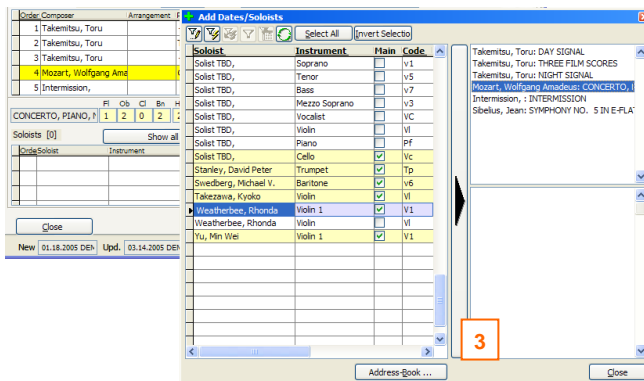 Order Composer Arrangement
1 Takemitsu, Toru
2 Takemitsu, Toru
3 Takemitsu, Toru
4 Mozart, Wolfgang Ama
5 Intermission,
Fl Ob Cl Bn
CONCERTO, PIANO, 1 2 0 2
Soloists [0] Show all
Orde Soloist Instrument
Close
New 01.18.2005 DEN Upd. 03.14.2005 DEN
Add Dates/Soloists
Select All Invert Selectio
Soloist Instrument Main Code
Solist TBD, Soprano v1
Solist TBD, Tenor v5
Solist TBD, Bass v7
Solist TBD, Mezzo Soprano v3
Solist TBD, Vocalist VC
Solist TBD, Violin Vl
Solist TBD, Piano Pf
Solist TBD, Cello Vc
Stanley, David Peter Trumpet Tp
Swedberg, Michael V. Baritone v6
Takezawa, Kyoko Violin Vl
Weatherbee, Rhonda Violin 1 V1
Weatherbee, Rhonda Violin Vl
Yu, Min Wei Violin 1 V1
Address-Book ...
Takemitsu, Toru: DAY SIGNAL
Takemitsu, Toru: THREE FILM SCORES
Takemitsu, Toru: NIGHT SIGNAL
Mozart, Wolfgang Amadeus: CONCERTO,
Intermission, : INTERMISSION
Sibelius, Jean: SYMPHONY NO. 5 IN E-FLA
3
Close